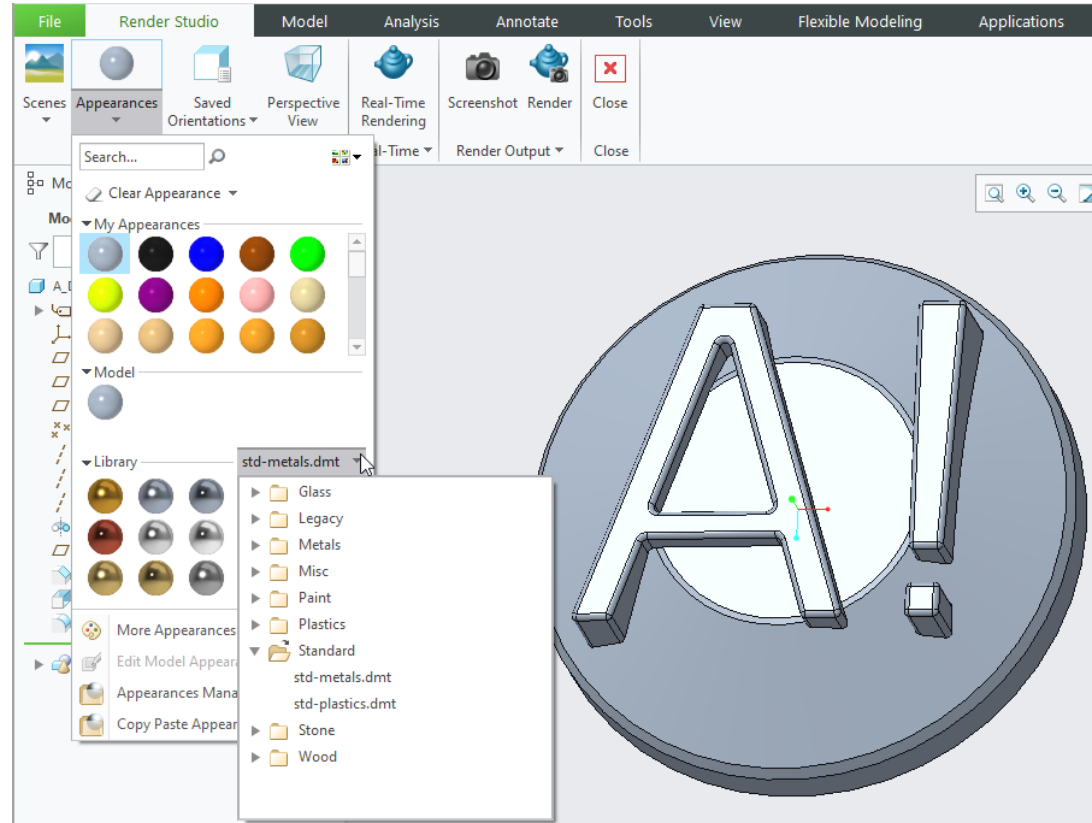 File Render Studio Model Analysis Annotate Tools View Flexible Modeling Applications
Scenes Appearances Saved Orientations Perspective View Real-Time Rendering Screenshot Render Close
al-Time Render Output Close
Search...
Clear Appearance
Mo
My Appearances
Mo
A_D
Model
Library std-metals.dmt
Glass
Legacy
Metals
Misc
Paint
Plastics
More Appearances
Standard
Edit Model Appeara
std-metals.dmt
Appearances Mana
std-plastics.dmt
Copy Paste Appear
Stone
Wood
A!